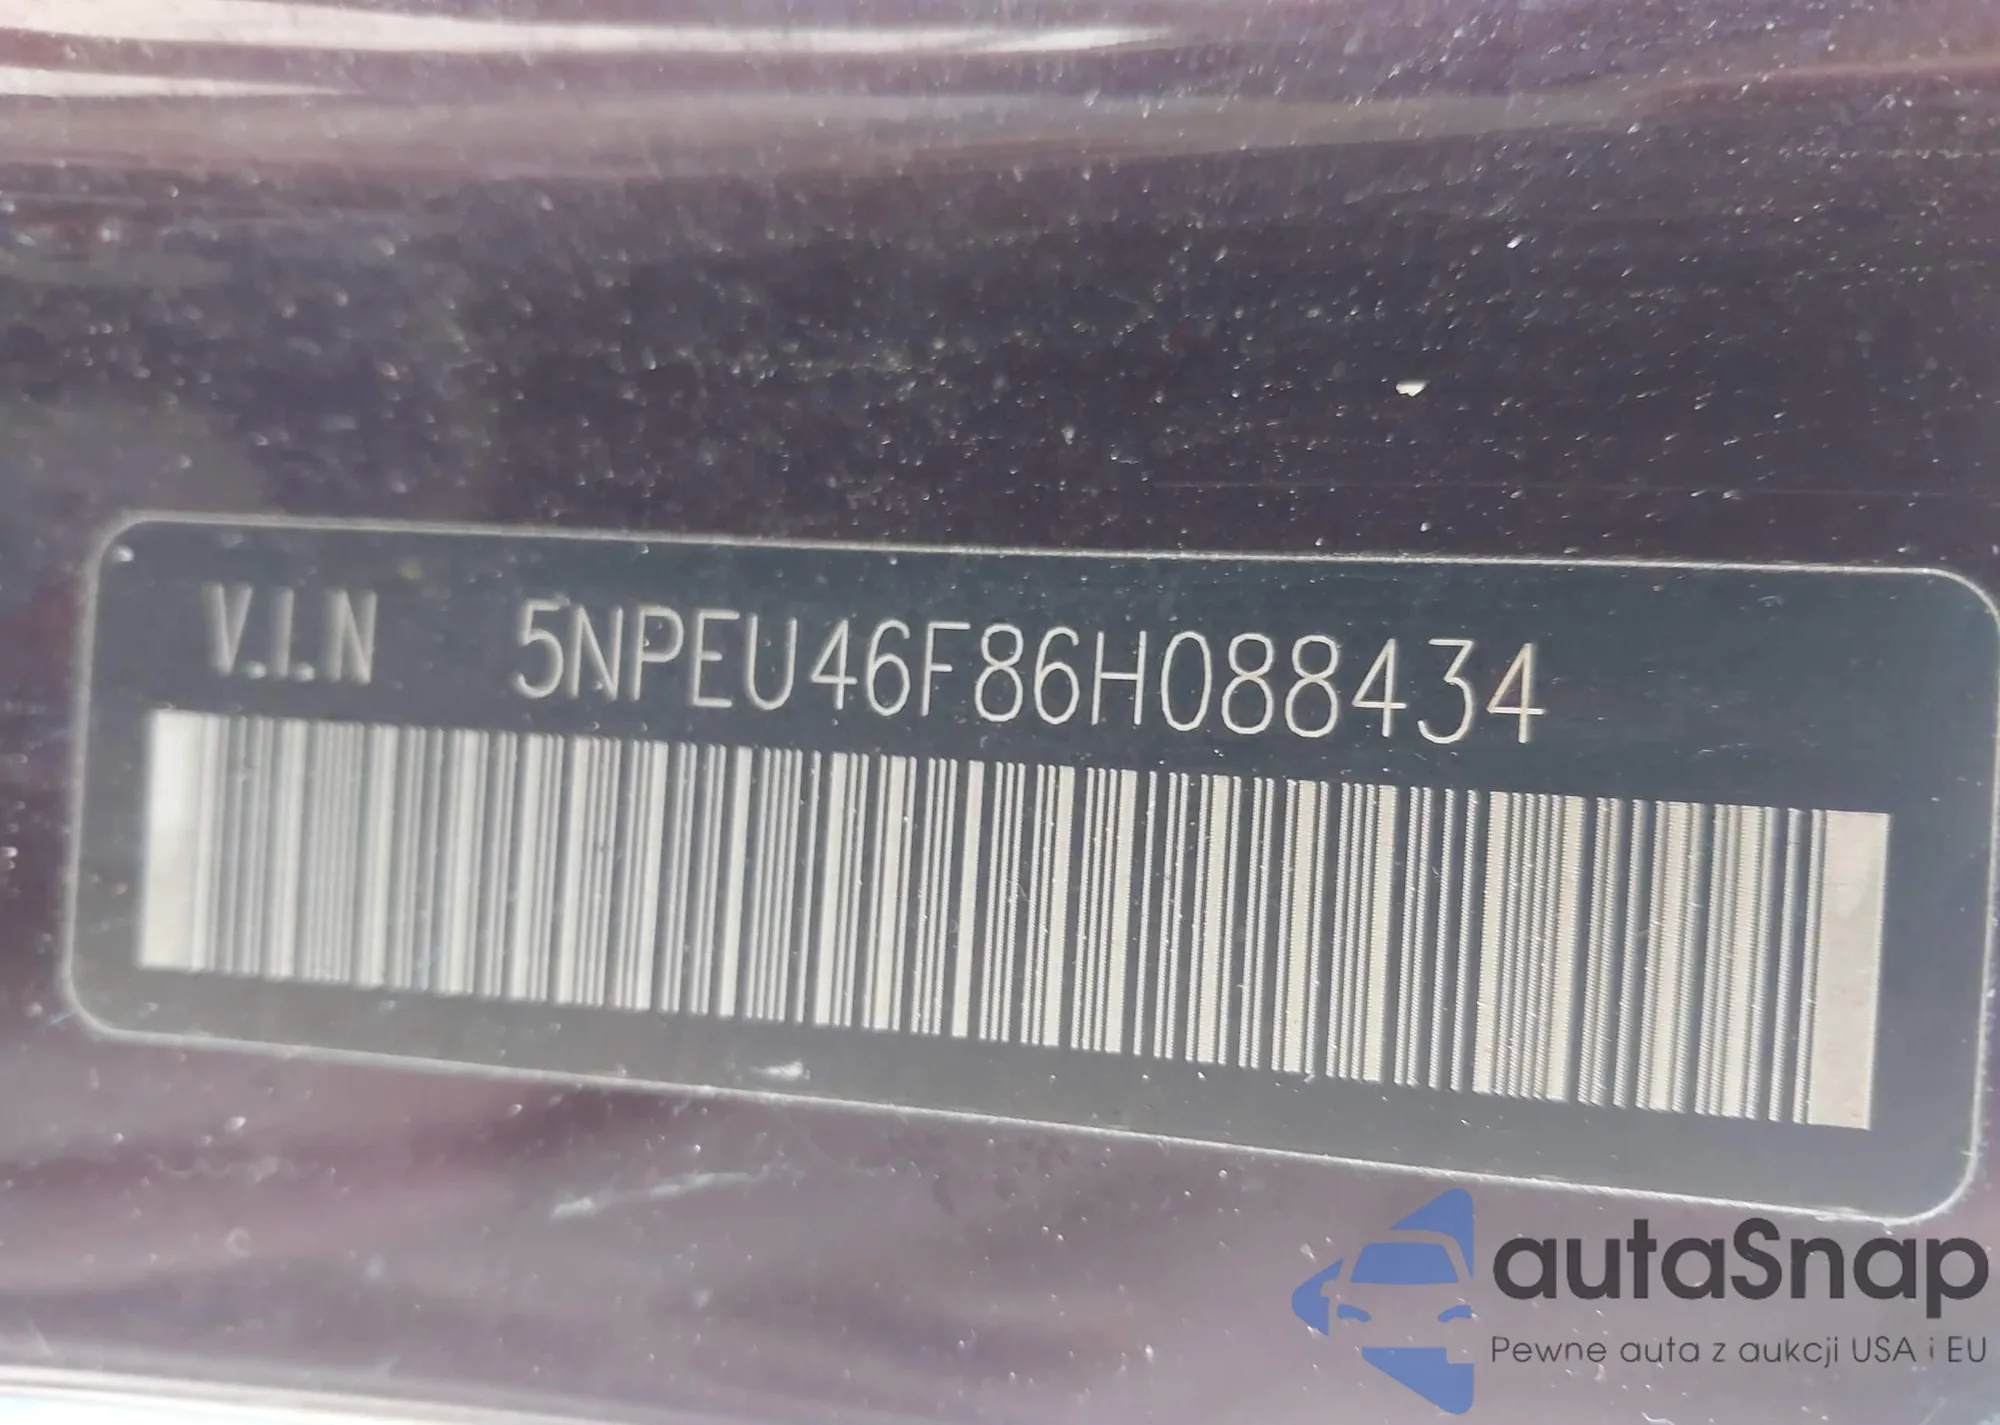 V.I.N 5NPEU46F86H088434
autaSnap
Pewne auta z aukcji USA i EU